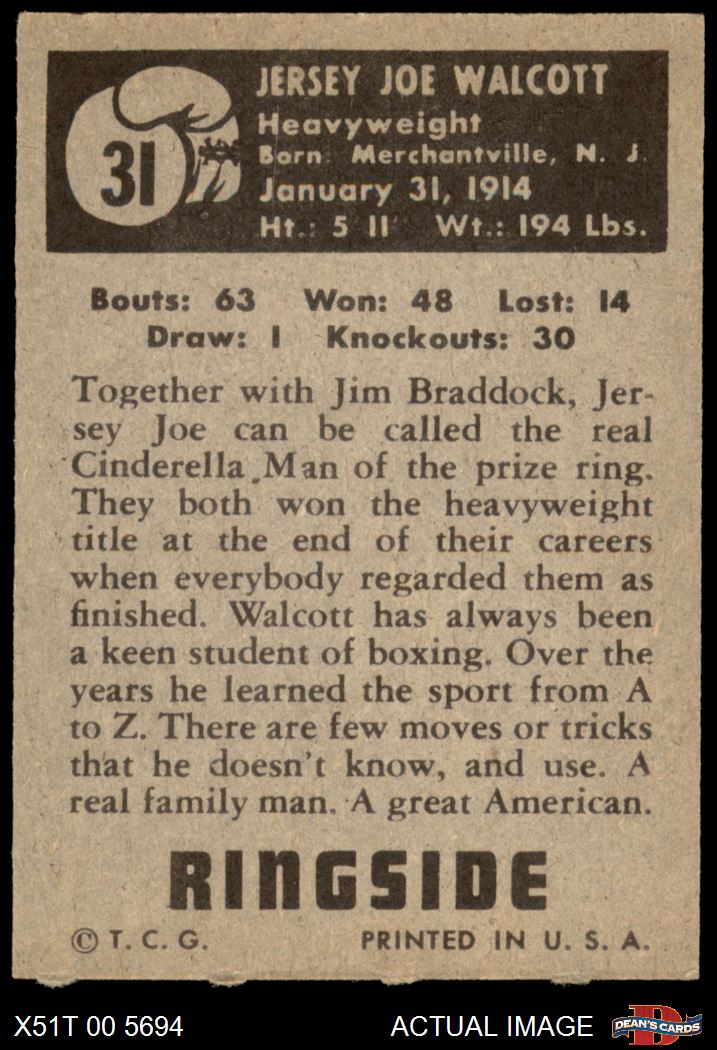 31
JERSEY JOE WALCOTT
Heavyweight
Born: Merchantville, N. J.
January 31, 1914
Ht.: 5' 11" Wt.: 194 Lbs.
Bouts: 63 Won: 48 Lost: 14
Draw: 1 Knockouts: 30
Together with Jim Braddock, Jer-
sey Joe can be called the real
Cinderella Man of the prize ring.
They both won the heavyweight
title at the end of their careers
when everybody regarded them as
finished. Walcott has always been
a keen student of boxing. Over the
years he learned the sport from A
to Z. There are few moves or tricks
that he doesn't know, and use. A
real family man. A great American.
RINGSIDE
© T. C. G. PRINTED IN U. S. A.
X51T 00 5694 ACTUAL IMAGE DEAN'S CARDS